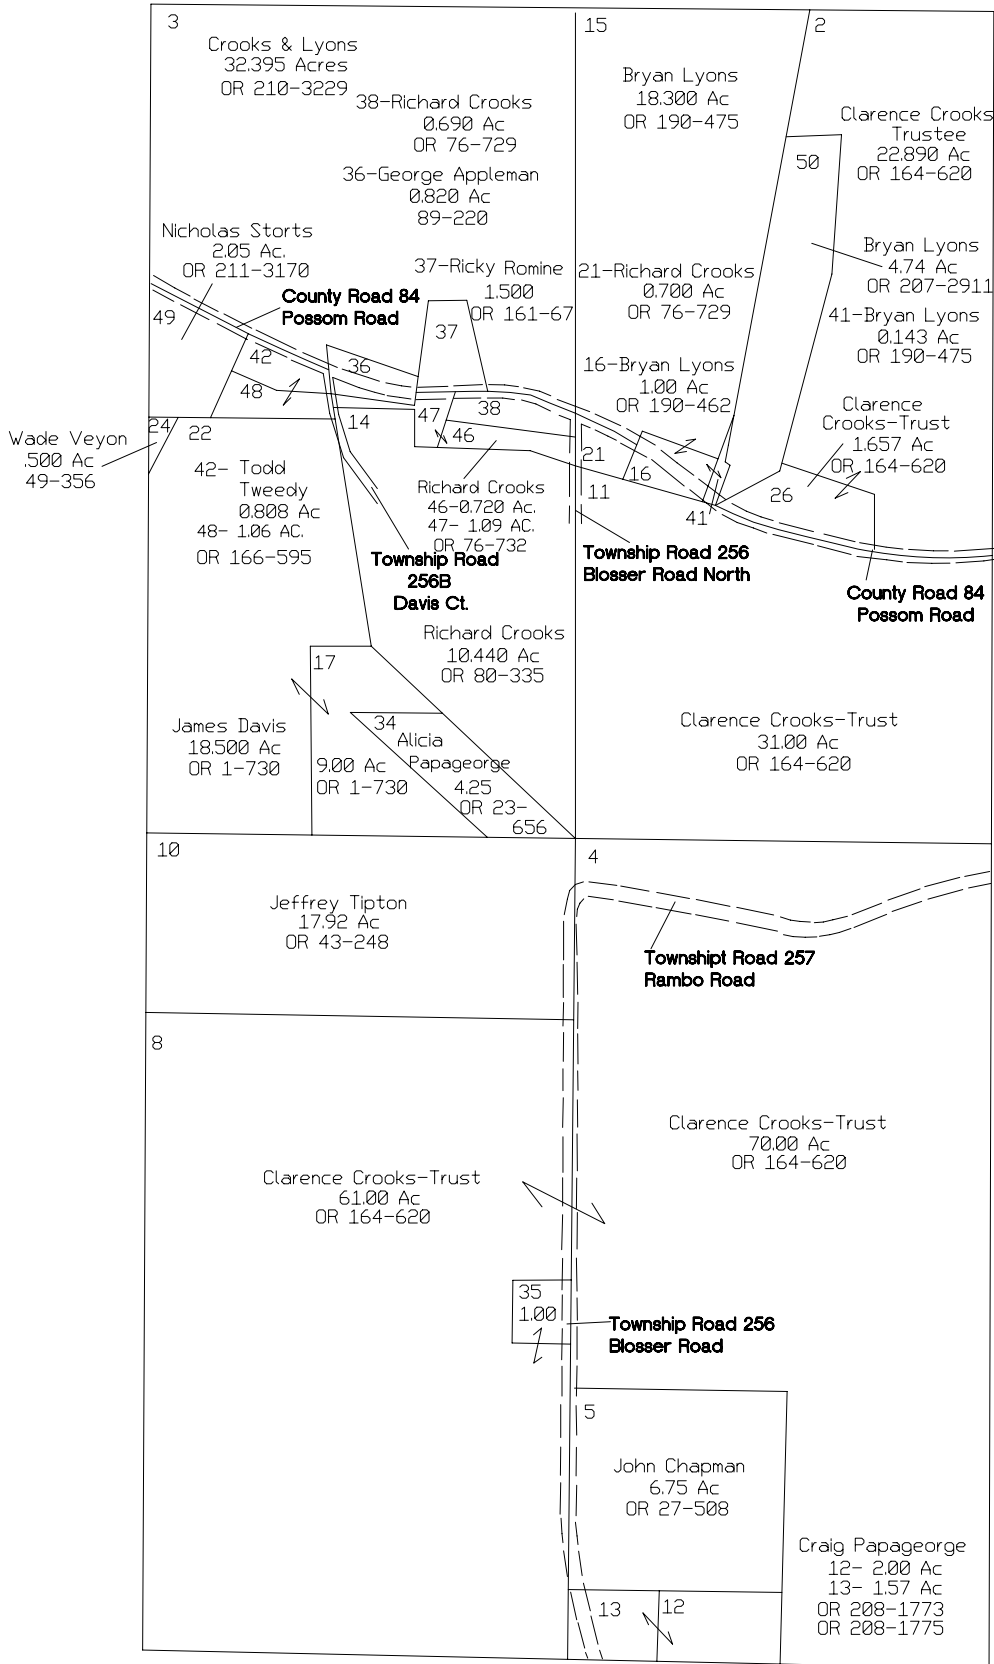 3
Crooks & Lyons
32.395 Acres
OR 210-3229
38-Richard Crooks
0.690 Ac
OR 76-729
36-George Appleman
0.820 Ac
89-220
Nicholas Storts
2.05 Ac.
OR 211-3170
37-Ricky Romine
1.500
OR 161-67
County Road 84
Possom Road
49
42
48
36
37
38
47
46
14
15
Bryan Lyons
18.300 Ac
OR 190-475
21-Richard Crooks
0.700 Ac
OR 76-729
16-Bryan Lyons
1.00 Ac
OR 190-462
21
16
11
41
2
Clarence Crooks
Trustee
22.890 Ac
OR 164-620
50
Bryan Lyons
4.74 Ac
OR 207-2911
41-Bryan Lyons
0.143 Ac
OR 190-475
Clarence
Crooks-Trust
1.657 Ac
OR 164-620
26
Wade Veyon
.500 Ac
49-356
24
22
42- Todd
Tweedy
0.808 Ac
48- 1.06 AC.
OR 166-595
Richard Crooks
46-0.720 Ac.
47- 1.09 AC.
OR 76-732
Township Road
256B
Davis Ct.
Township Road 256
Blosser Road North
County Road 84
Possom Road
Richard Crooks
10.440 Ac
OR 80-335
17
James Davis
18.500 Ac
OR 1-730
9.00 Ac
OR 1-730
34
Alicia
Papageorge
4.25
OR 23-
656
Clarence Crooks-Trust
31.00 Ac
OR 164-620
10
Jeffrey Tipton
17.92 Ac
OR 43-248
4
Townshipt Road 257
Rambo Road
8
Clarence Crooks-Trust
61.00 Ac
OR 164-620
Clarence Crooks-Trust
70.00 Ac
OR 164-620
35
1.00
Township Road 256
Blosser Road
5
John Chapman
6.75 Ac
OR 27-508
Craig Papageorge
12- 2.00 Ac
13- 1.57 Ac
OR 208-1773
OR 208-1775
13
12